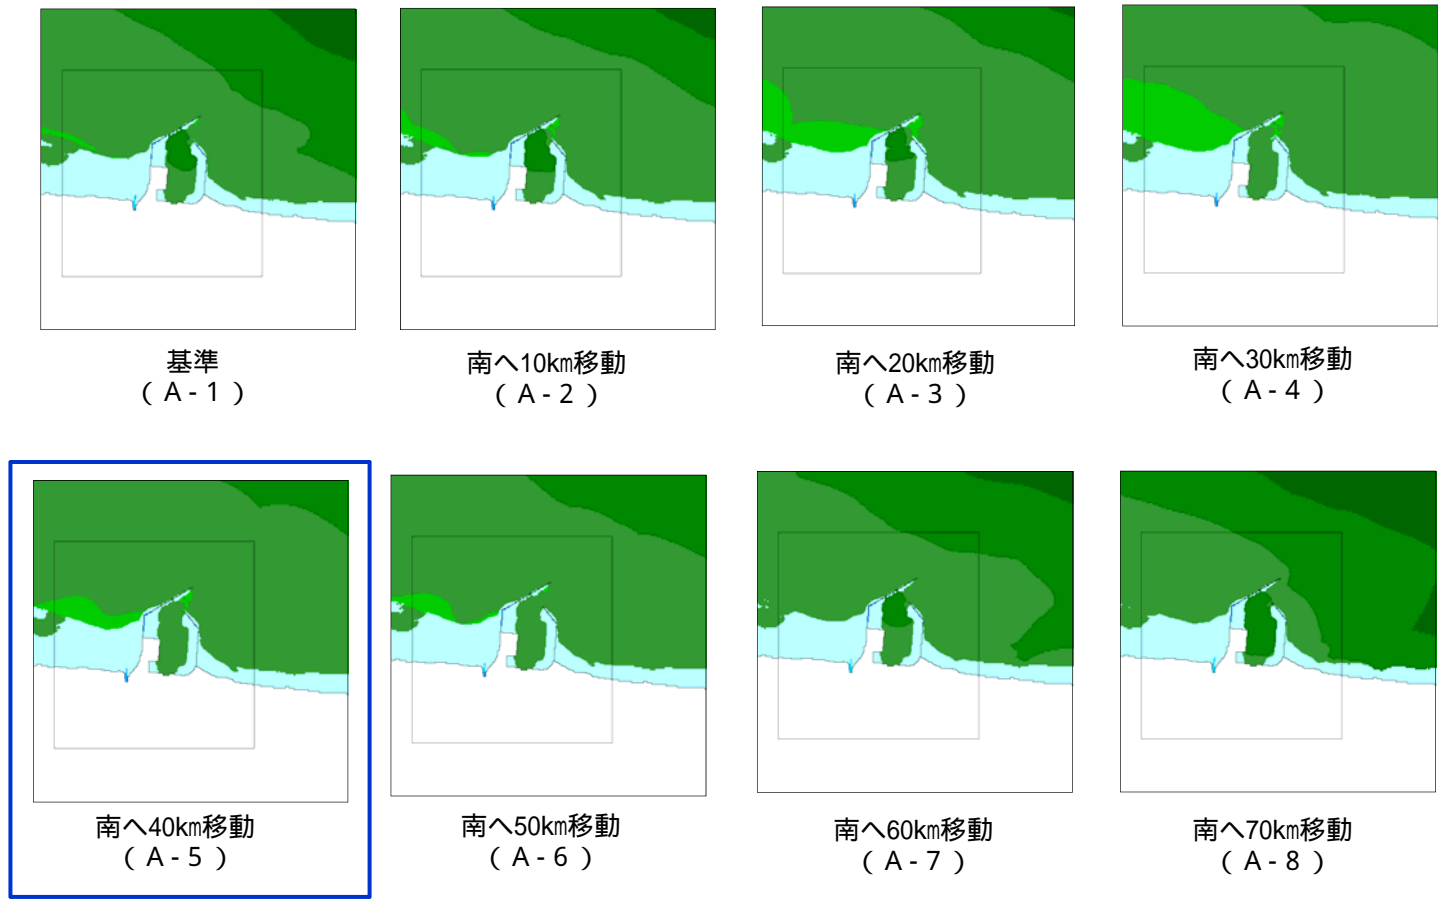 基準
（A-1）
南へ10㎞移動
（A-2）
南へ20㎞移動
（A-3）
南へ30㎞移動
（A-4）
南へ40㎞移動
（A-5）
南へ50㎞移動
（A-6）
南へ60㎞移動
（A-7）
南へ70㎞移動
（A-8）